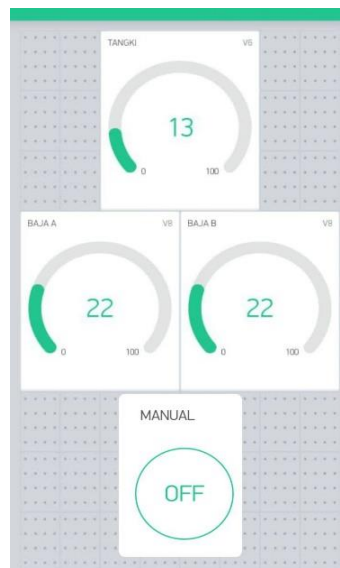 TANGKI V6
13
0 100
BAJA A V8 BAJA B V8
22 22
0 100 0 100
MANUAL
OFF